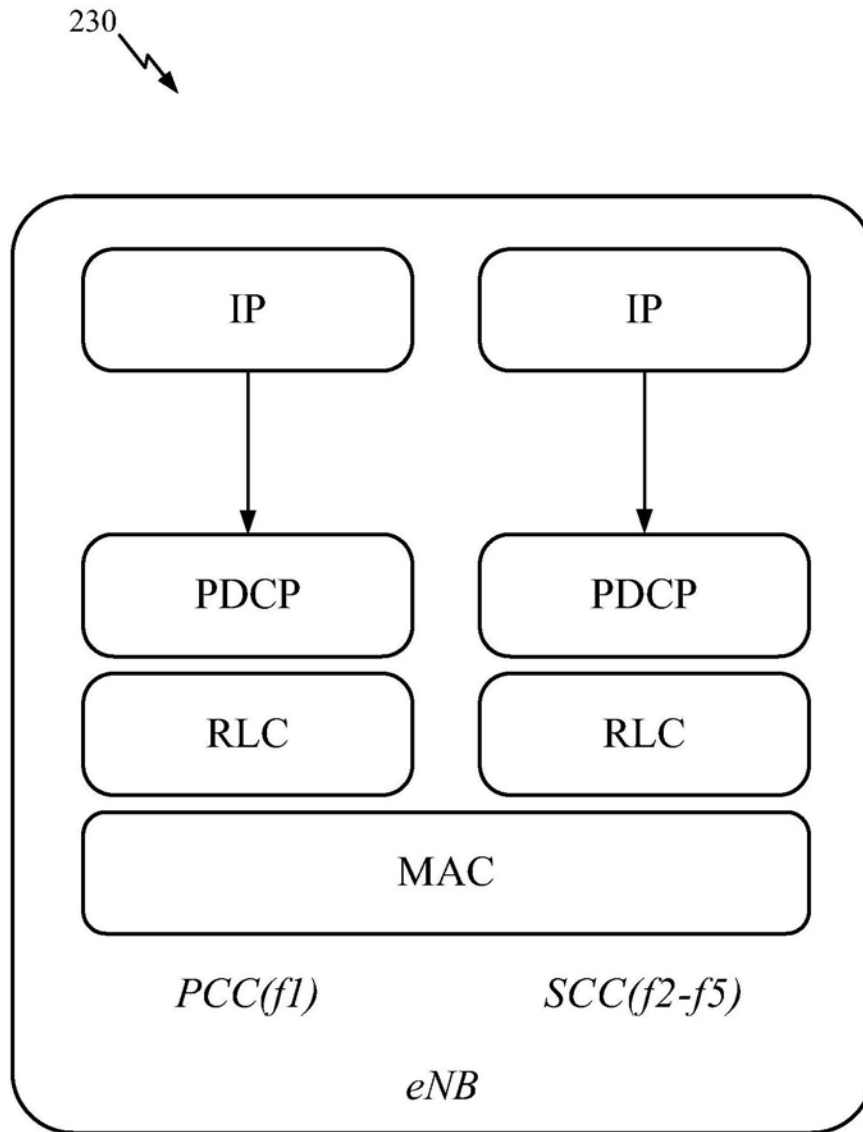 230
IP IP
PDCP PDCP
RLC RLC
MAC
PCC(f1) SCC(f2-f5)
eNB